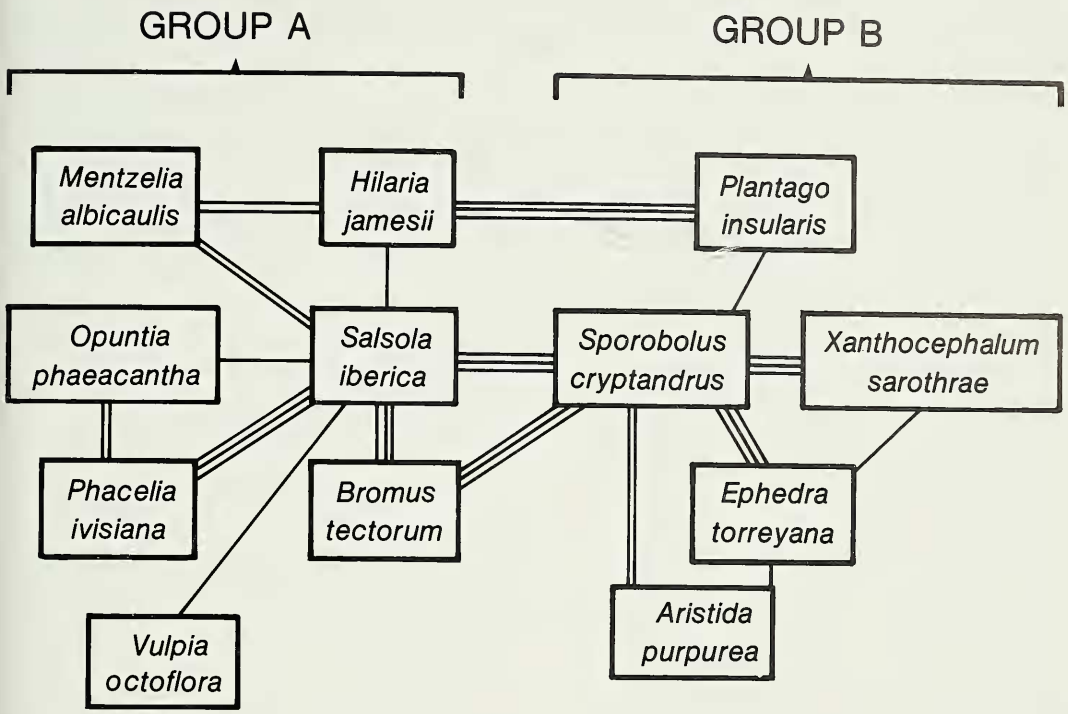 GROUP A
GROUP B
Mentzelia
albicaulis
Hilaria
jamesii
Plantago
insularis
Opuntia
phaeacantha
Salsola
iberica
Sporobolus
cryptandrus
Xanthocephalum
sarothrae
Phacelia
ivisiana
Bromus
tectorum
Ephedra
torreyana
Vulpia
octoflora
Aristida
purpurea